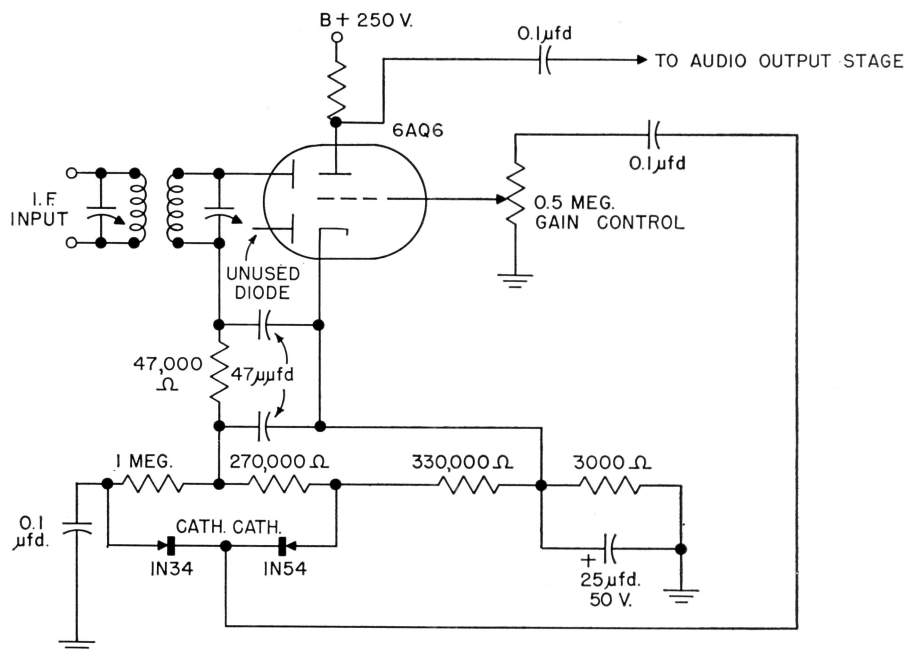 B + 250 V.
0.1µfd
TO AUDIO OUTPUT STAGE
6AQ6
0.1µfd
I.F.
INPUT
0.5 MEG.
GAIN CONTROL
UNUSED
DIODE
47,000
Ω
47µµfd
1 MEG.
270,000 Ω
330,000 Ω
3000 Ω
0.1
µfd.
CATH. CATH.
IN34
IN54
+
25µfd.
50 V.